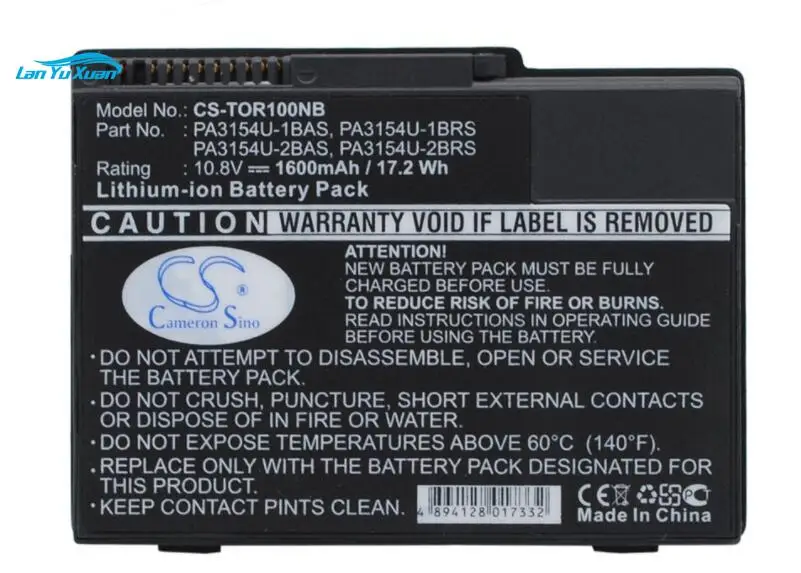 Lan Yu Xuan
Model No.: CS-TOR100NB
Part No. : PA3154U-1BAS, PA3154U-1BRS
PA3154U-2BAS, PA3154U-2BRS
Rating : 10.8V 1600mAh / 17.2 Wh
Lithium-ion Battery Pack
CAUTION WARRANTY VOID IF LABEL IS REMOVED
CS
Cameron Sino
ATTENTION!
NEW BATTERY PACK MUST BE FULLY
CHARGED BEFORE USE.
TO REDUCE RISK OF FIRE OR BURNS.
READ INSTRUCTIONS IN OPERATING GUIDE
BEFORE USING THE BATTERY.
• DO NOT ATTEMPT TO DISASSEMBLE, OPEN OR SERVICE
THE BATTERY PACK.
• DO NOT CRUSH, PUNCTURE, SHORT EXTERNAL CONTACTS
OR DISPOSE OF IN FIRE OR WATER.
• DO NOT EXPOSE TEMPERATURES ABOVE 60°C (140°F).
• REPLACE ONLY WITH THE BATTERY PACK DESIGNATED FOR
THIS PRODUCT.
• KEEP CONTACT PINTS CLEAN.
4 894128 017332
CE
Made In China